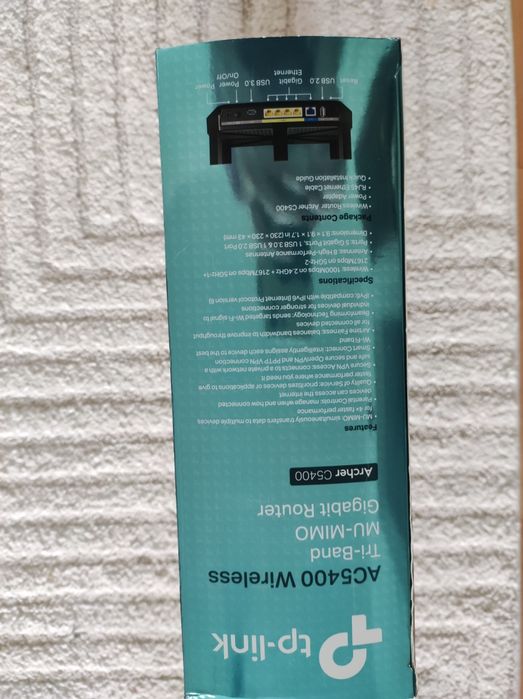 tp-link
AC5400 Wireless
Tri-Band
MU-MIMO
Gigabit Router
Archer C5400
Features
• MU-MIMO: simultaneously transfers data to multiple devices,
for 4× faster performance
• Parental Controls: manage when and how connected
devices can access the internet
• Quality of Service: prioritizes devices or applications to give
faster performance where you need it
• Secure VPN Access: connects to a private network with a
safe and secure OpenVPN and PPTP VPN connection
• Smart Connect: intelligently assigns each device to the best
Wi-Fi band
• Airtime Fairness: balances bandwidth to improve throughput
for all connected devices
• Beamforming Technology: sends targeted Wi-Fi signal to
individual devices for stronger connections
• IPv6: compatible with IPv6 (Internet Protocol version 6)
Specifications
• Wireless: 1000Mbps on 2.4GHz + 2167Mbps on 5GHz-1+
2167Mbps on 5GHz-2
• Antennas: 8 High Performance Antennas
• Ports: 5 Gigabit Ports, 1 USB 3.0 & 1 USB 2.0 Port
• Dimensions: 9.1 × 9.1 × 1.7 in (230 × 230 × 43 mm)
Package Contents
• Wireless Router Archer C5400
• Power Adapter
• RJ45 Ethernet Cable
• Quick Installation Guide
Reset USB 2.0 Gigabit Ethernet USB 3.0 Power On/Off Power